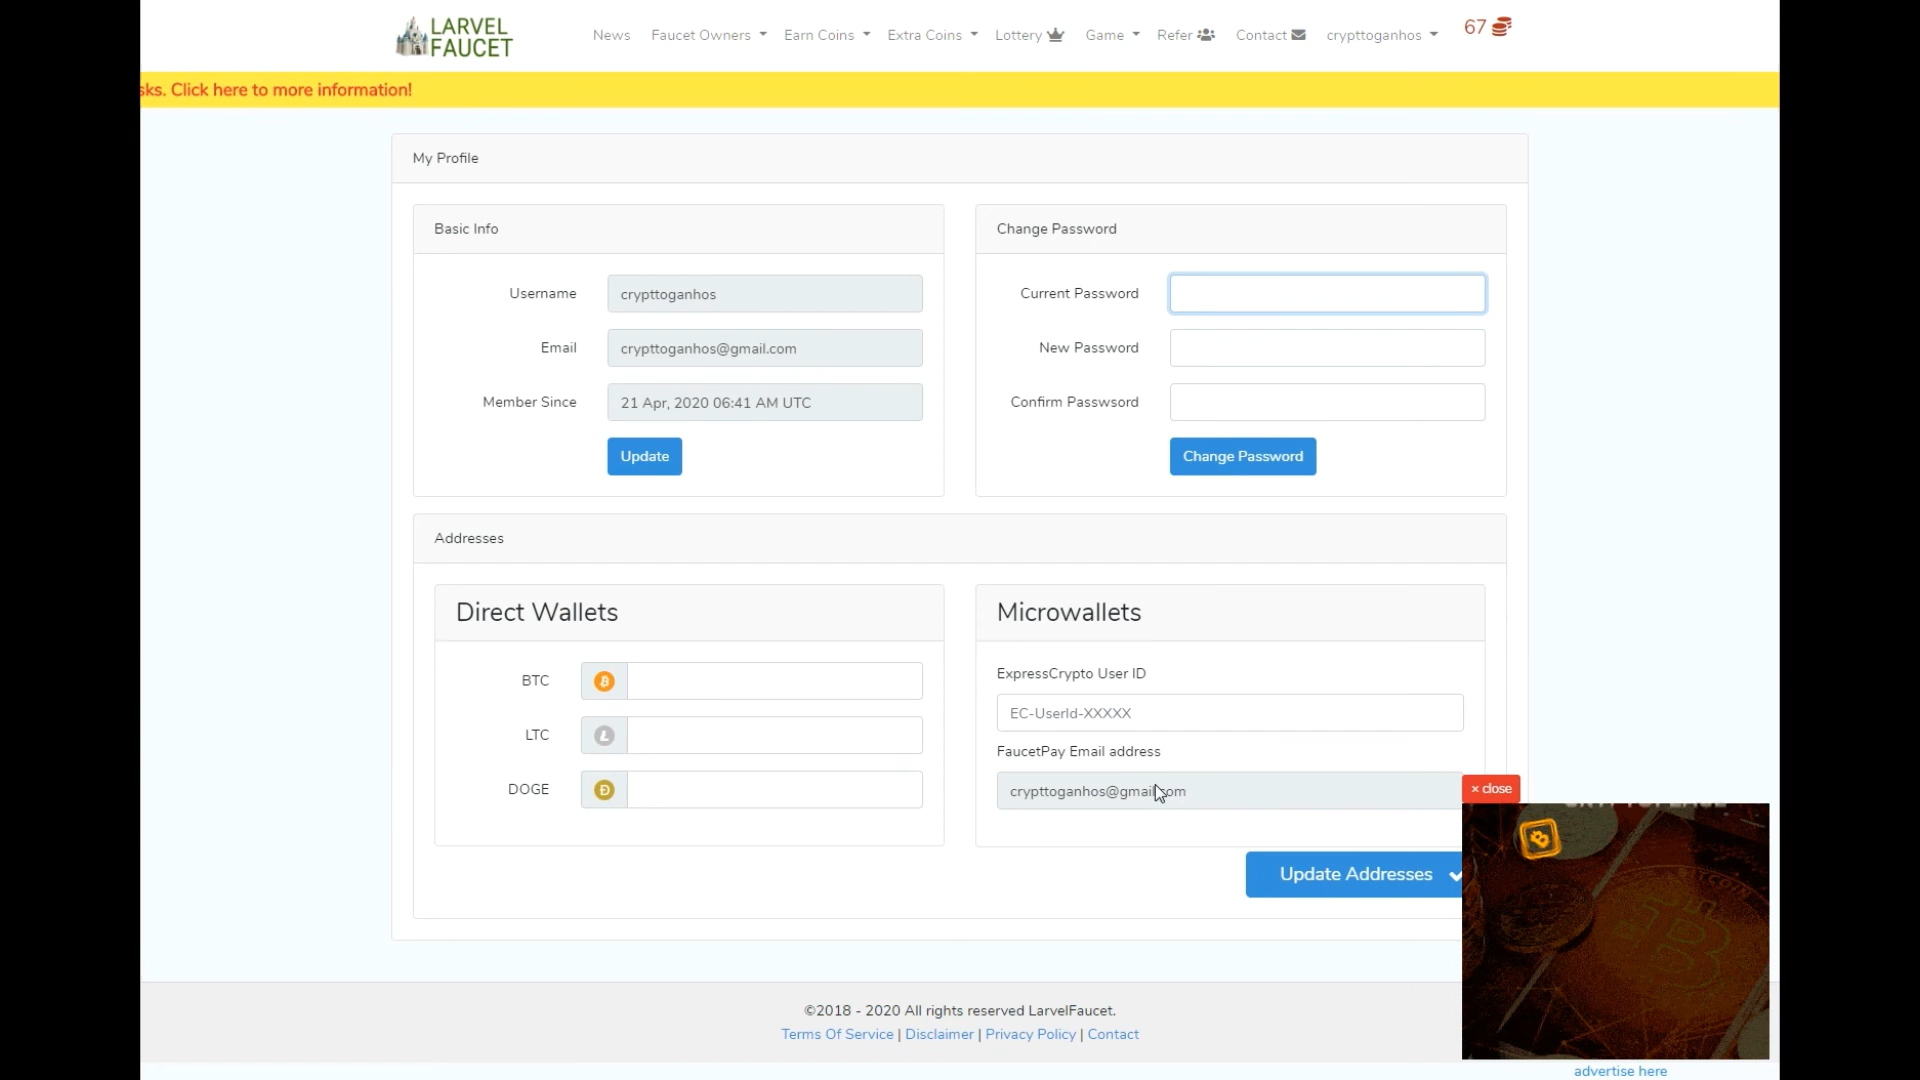 LARVEL
FAUCET
News Faucet Owners Earn Coins Extra Coins Lottery Game Refer Contact crypttoganhos 67
sks. Click here to more information!
My Profile
Basic Info
Username crypttoganhos
Email crypttoganhos@gmail.com
Member Since 21 Apr, 2020 06:41 AM UTC
Update
Change Password
Current Password
New Password
Confirm Passwsord
Change Password
Addresses
Direct Wallets
BTC
LTC
DOGE
Microwallets
ExpressCrypto User ID
EC-UserId-XXXXX
FaucetPay Email address
crypttoganhos@gmail.com
× close
Update Addresses
BITCOIN
©2018 - 2020 All rights reserved LarvelFaucet.
Terms Of Service | Disclaimer | Privacy Policy | Contact
advertise here